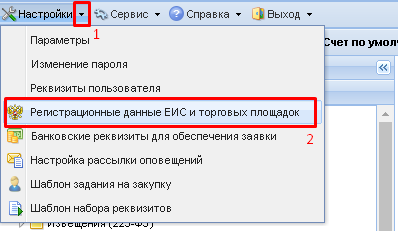 Настройки Сервис Справка Выход
1
Счет по умол
Параметры
Изменение пароля
Реквизиты пользователя
Регистрационные данные ЕИС и торговых площадок
2
Банковские реквизиты для обеспечения заявки
Настройка рассылки оповещений
Шаблон задания на закупку
Шаблон набора реквизитов
Извещения (223-ФЗ)